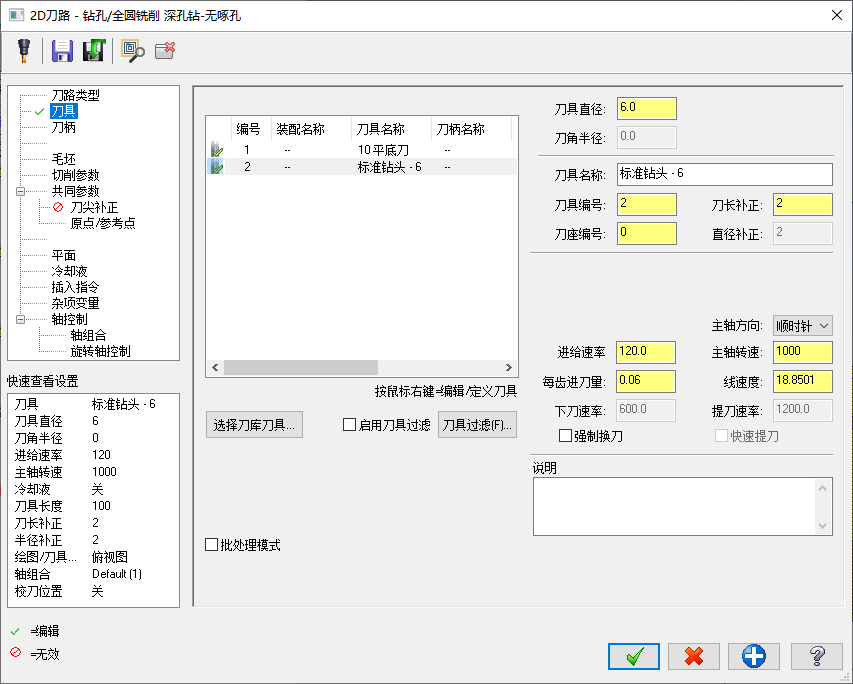 2D刀路 - 钻孔/全圆铣削 深孔钻-无啄孔
刀路类型
刀具
刀柄
毛坯
切削参数
共同参数
刀尖补正
原点/参考点
平面
冷却液
插入指令
杂项变量
轴控制
轴组合
旋转轴控制
快速查看设置
刀具 标准钻头 - 6
刀具直径 6
刀角半径 0
进给速率 120
主轴转速 1000
冷却液 关
刀具长度 100
刀长补正 2
半径补正 2
绘图/刀具... 俯视图
轴组合 Default (1)
校刀位置 关
=编辑
=无效
编号 装配名称 刀具名称 刀柄名称
1 -- 10平底刀 --
2 -- 标准钻头 - 6 --
按鼠标右键=编辑/定义刀具
选择刀库刀具... 启用刀具过滤 刀具过滤(F)...
批处理模式
刀具直径: 6.0
刀角半径: 0.0
刀具名称: 标准钻头 - 6
刀具编号: 2 刀长补正: 2
刀座编号: 0 直径补正: 2
主轴方向: 顺时针
进给速率 120.0 主轴转速: 1000
每齿进刀量: 0.06 线速度: 18.8501
下刀速率: 600.0 提刀速率: 1200.0
强制换刀 快速提刀
说明